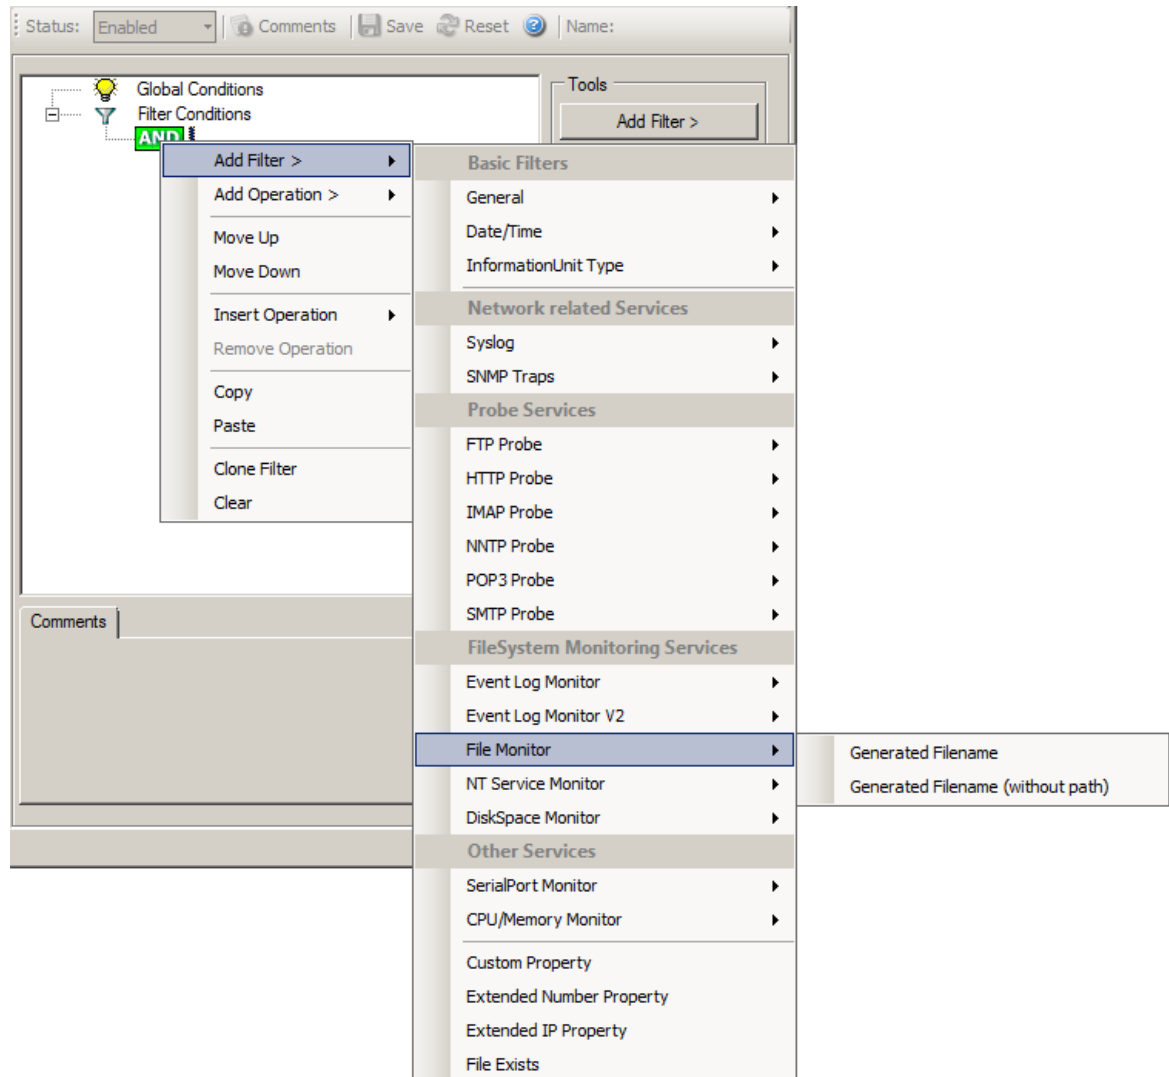 Status: Enabled Comments Save Reset Name:
Global Conditions
Filter Conditions
AND
Tools
Add Filter >
Add Filter >
Add Operation >
Move Up
Move Down
Insert Operation
Remove Operation
Copy
Paste
Clone Filter
Clear
Basic Filters
General
Date/Time
InformationUnit Type
Network related Services
Syslog
SNMP Traps
Probe Services
FTP Probe
HTTP Probe
IMAP Probe
NNTP Probe
POP3 Probe
SMTP Probe
FileSystem Monitoring Services
Event Log Monitor
Event Log Monitor V2
File Monitor
NT Service Monitor
DiskSpace Monitor
Other Services
SerialPort Monitor
CPU/Memory Monitor
Custom Property
Extended Number Property
Extended IP Property
File Exists
Generated Filename
Generated Filename (without path)
Comments